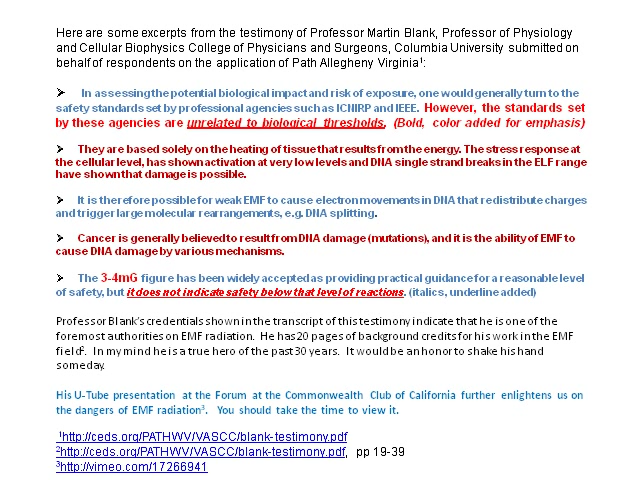 Here are some excerpts from the testimony of Professor Martin Blank, Professor of Physiology
and Cellular Biophysics College of Physicians and Surgeons, Columbia University submitted on
behalf of respondents on the application of Path Allegheny Virginia¹:
➢ In assessing the potential biological impact and risk of exposure, one would generally turn to the
safety standards set by professional agencies such as ICNIRP and IEEE. However, the standards set
by these agencies are unrelated to biological thresholds. (Bold, color added for emphasis)
➢ They are based solely on the heating of tissue that results from the energy. The stress response at
the cellular level, has shown activation at very low levels and DNA single strand breaks in the ELF range
have shown that damage is possible.
➢ It is therefore possible for weak EMF to cause electron movements in DNA that redistribute charges
and trigger large molecular rearrangements, e.g. DNA splitting.
➢ Cancer is generally believed to result from DNA damage (mutations), and it is the ability of EMF to
cause DNA damage by various mechanisms.
➢ The 3-4mG figure has been widely accepted as providing practical guidance for a reasonable level
of safety, but it does not indicate safety below that level of reactions. (italics, underline added)
Professor Blank's credentials shown in the transcript of this testimony indicate that he is one of the
foremost authorities on EMF radiation. He has 20 pages of background credits for his work in the EMF
field². In my mind he is a true hero of the past 30 years. It would be an honor to shake his hand
someday.
His U-Tube presentation at the Forum at the Commonwealth Club of California further enlightens us on
the dangers of EMF radiation³. You should take the time to view it.
¹http://ceds.org/PATHWV/VASCC/blank-testimony.pdf
²http://ceds.org/PATHWV/VASCC/blank-testimony.pdf, pp 19-39
³http://vimeo.com/17266941